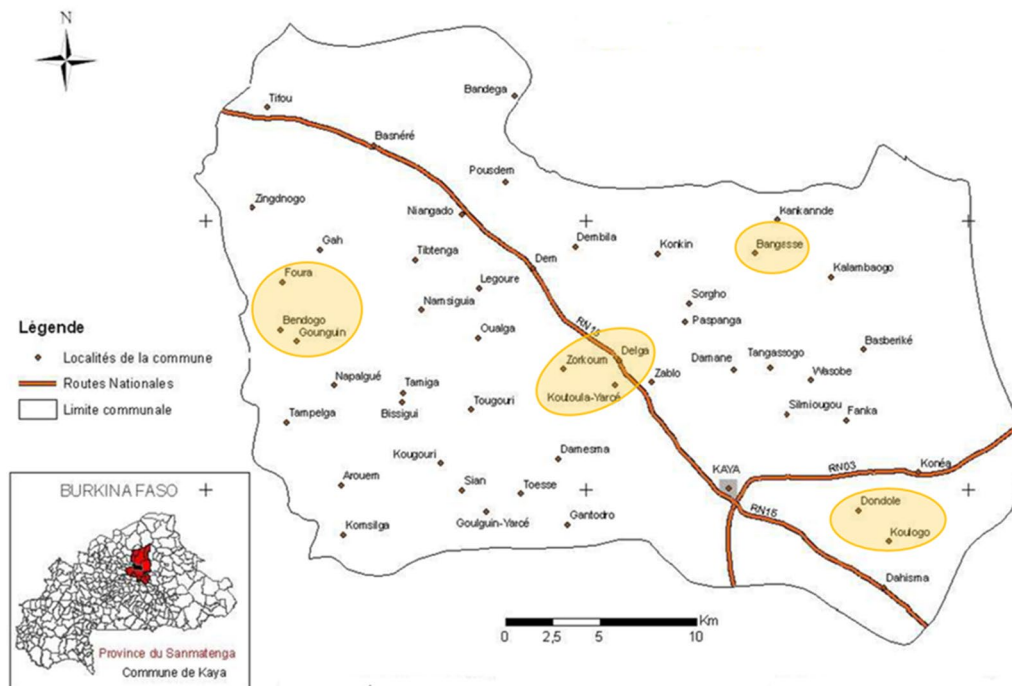 N
Bandega
Titou
Basnéré
Pousdem
Zingdnogo
Niangado
Kankannde
Gah
Dembila
Konkin
Bangasse
Tibtenga
Dem
Kalambaogo
Foura
Legoure
Namsiguia
Sorgho
Paspanga
Bendogo
Gounguin
Oualga
RN15
Delga
Basberiké
Zorkoum
Damane
Tangassogo
Wasobe
Napalgué
Tamiga
Koutoula-Yarcé
Zablo
Bissigui
Tougouri
Silmiougou
Fanka
Tampelga
Kougouri
Damesma
KAYA
RN03
Konéa
Arouem
Sian
Toesse
Dondole
Goulguin-Yarcé
Gantodro
RN15
Komsilga
Koulogo
Dahisma
Légende
Localités de la commune
Routes Nationales
Limite communale
BURKINA FASO
Province du Sanmatenga
Commune de Kaya
Km
0 2,5 5 10